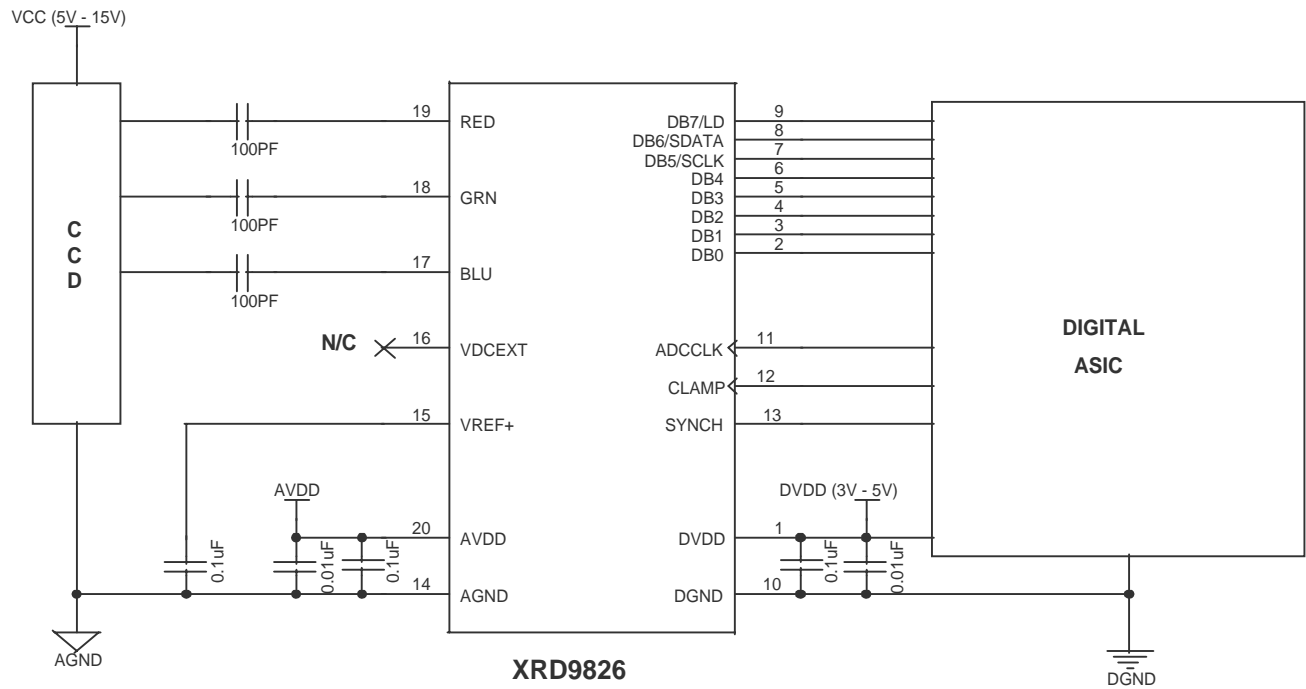 VCC (5V - 15V)
CCD
100PF
100PF
100PF
19 RED
18 GRN
17 BLU
N/C 16 VDCEXT
15 VREF+
AVDD
20 AVDD
14 AGND
0.1uF
0.01uF
0.1uF
AGND
DB7/LD 9
DB6/SDATA 8
DB5/SCLK 7
DB4 6
DB3 5
DB2 4
DB1 3
DB0 2
ADCCLK 11
CLAMP 12
SYNCH 13
DVDD (3V - 5V)
DVDD 1
DGND 10
0.1uF
0.01uF
DIGITAL
ASIC
DGND
XRD9826